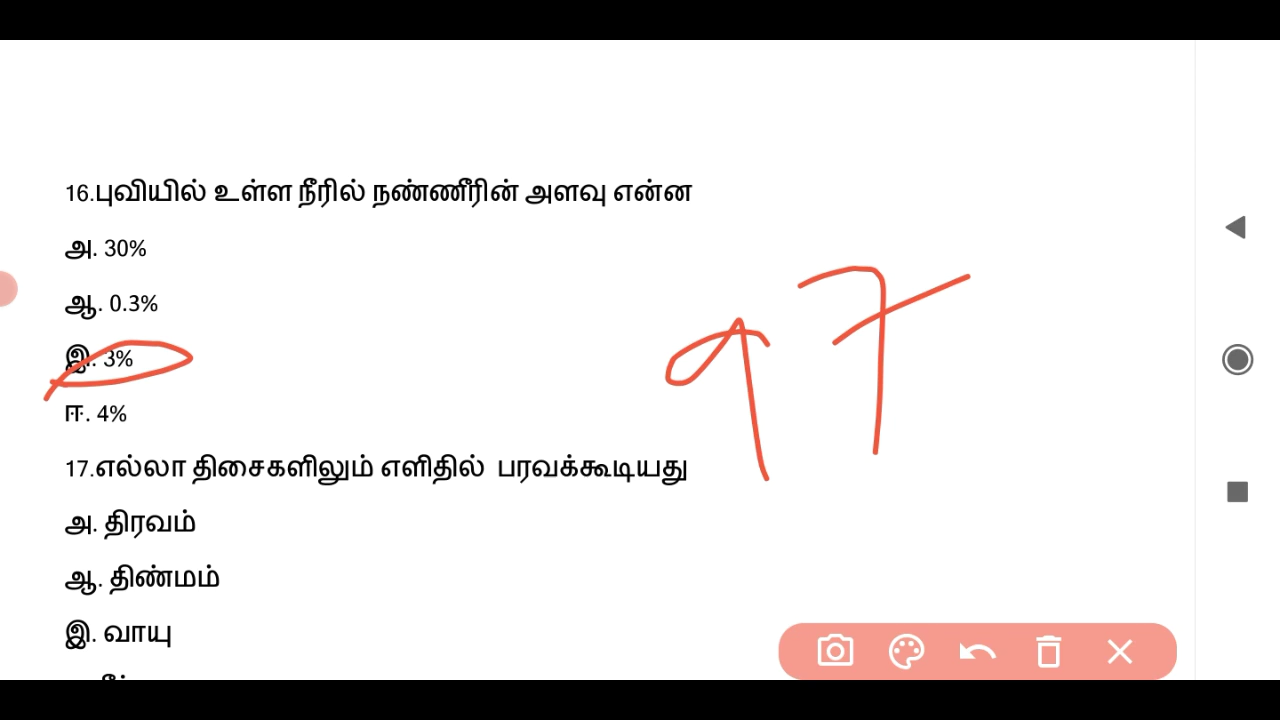 16.புவியில் உள்ள நீரில் நண்ணீரின் அளவு என்ன
அ. 30%
ஆ. 0.3%
இ. 3%
97
ஈ. 4%
17.எல்லா திசைகளிலும் எளிதில் பரவக்கூடியது
அ. திரவம்
ஆ. திண்மம்
இ. வாயு